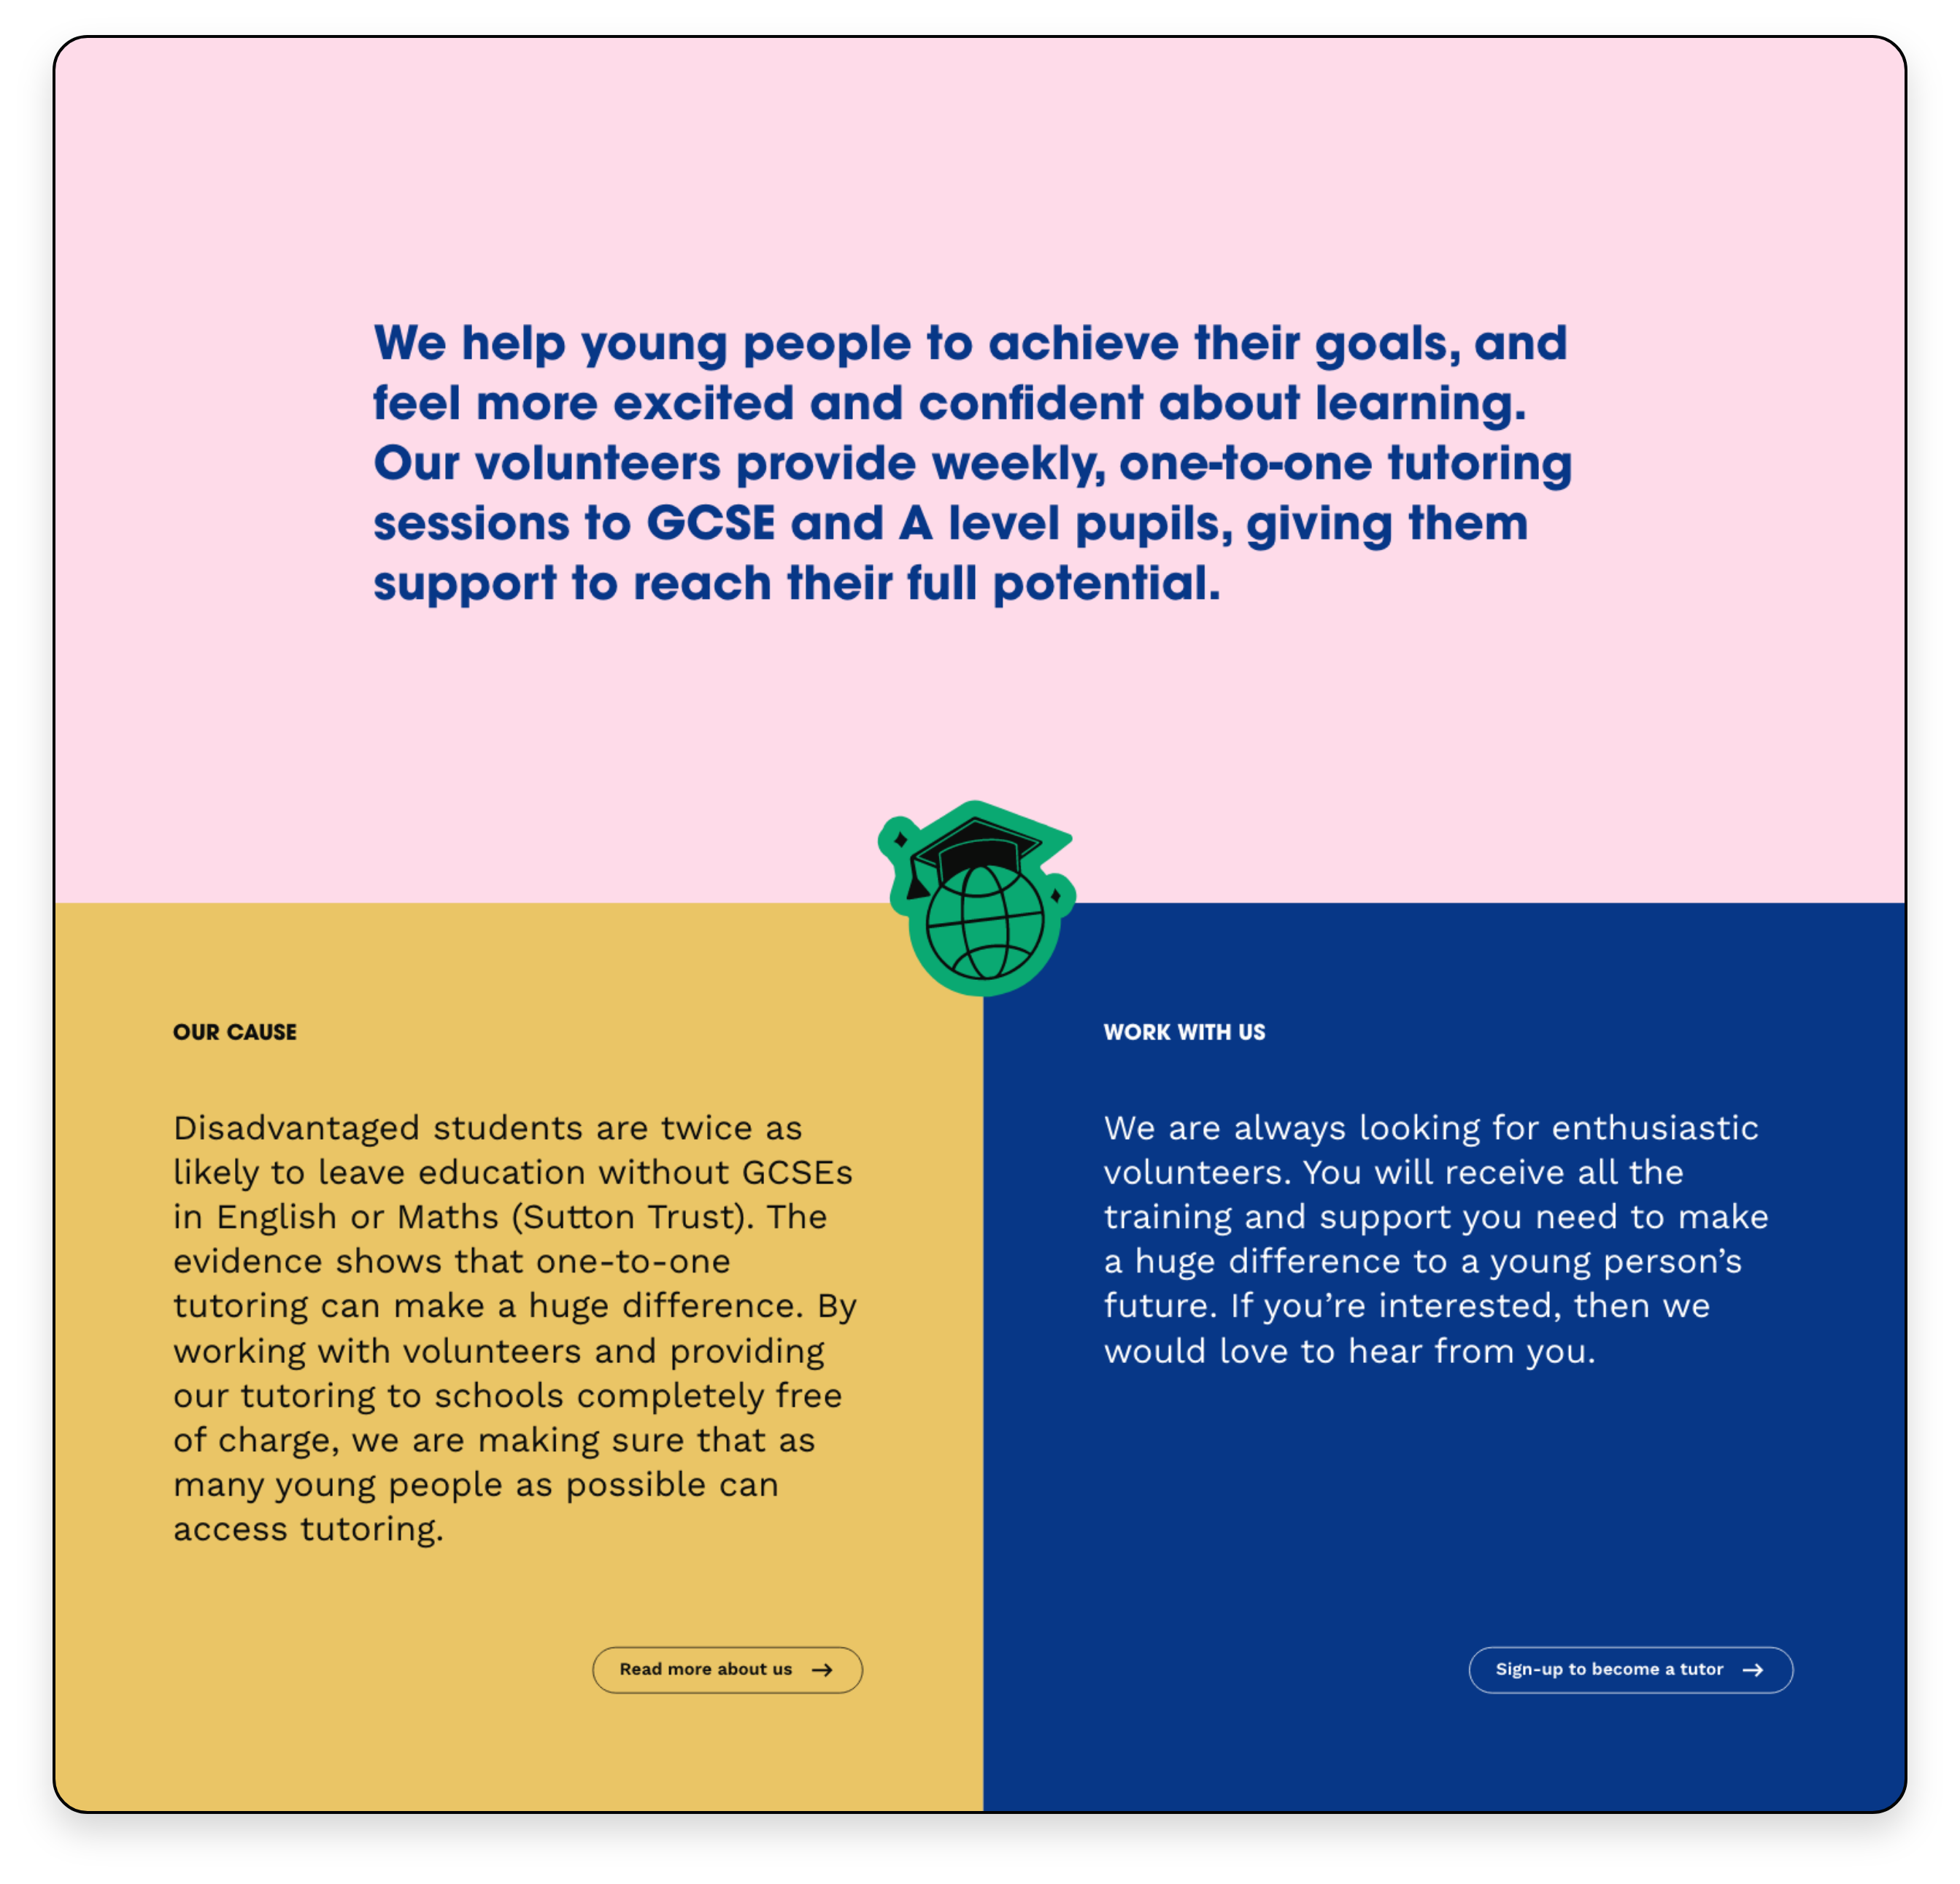 We help young people to achieve their goals, and
feel more excited and confident about learning.
Our volunteers provide weekly, one-to-one tutoring
sessions to GCSE and A level pupils, giving them
support to reach their full potential.
OUR CAUSE
Disadvantaged students are twice as
likely to leave education without GCSEs
in English or Maths (Sutton Trust). The
evidence shows that one-to-one
tutoring can make a huge difference. By
working with volunteers and providing
our tutoring to schools completely free
of charge, we are making sure that as
many young people as possible can
access tutoring.
Read more about us →
WORK WITH US
We are always looking for enthusiastic
volunteers. You will receive all the
training and support you need to make
a huge difference to a young person’s
future. If you’re interested, then we
would love to hear from you.
Sign-up to become a tutor →